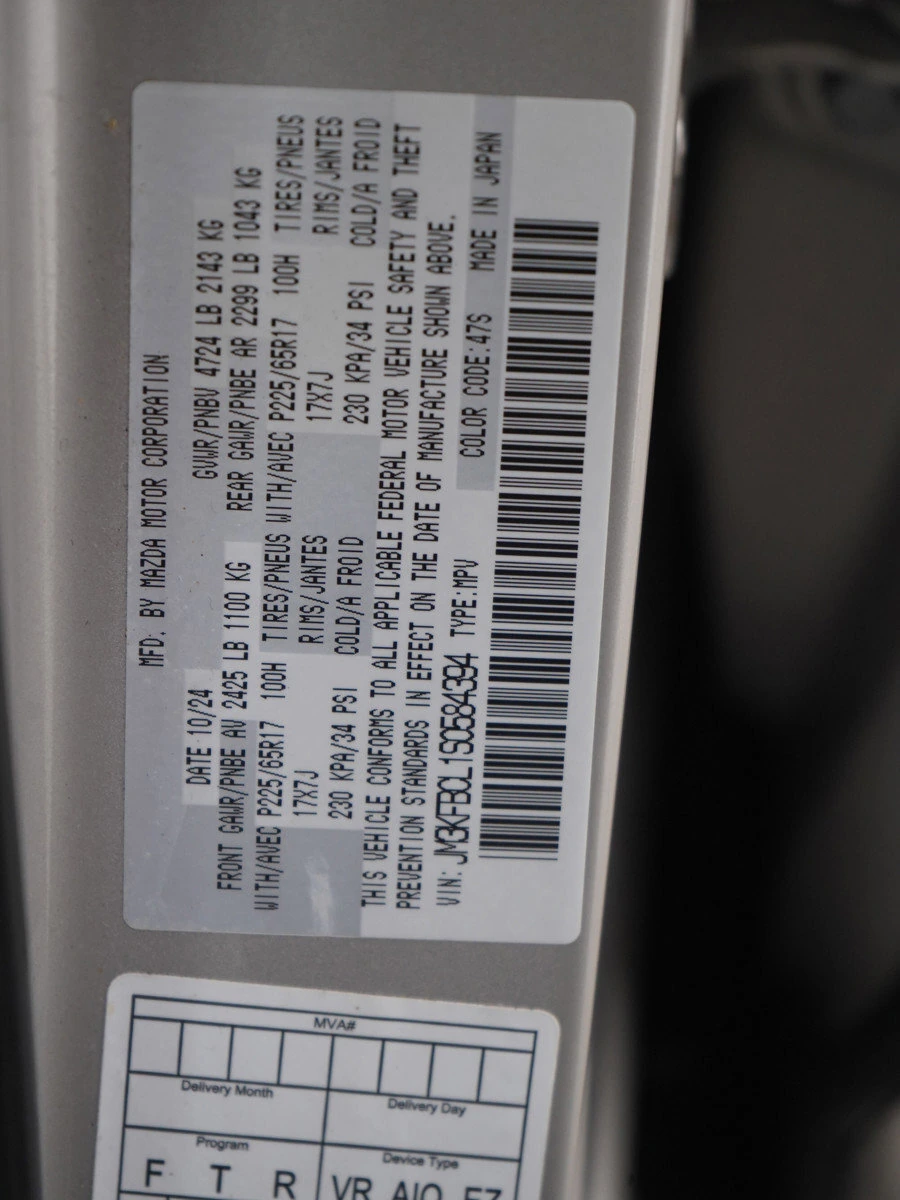 MFD. BY MAZDA MOTOR CORPORATION
DATE 10/24 GVWR/PNBV 4724 LB 2143 KG
FRONT GAWR/PNBE AV 2425 LB 1100 KG REAR GAWR/PNBE AR 2299 LB 1043 KG
WITH/AVEC P225/65R17 100H TIRES/PNEUS WITH/AVEC P225/65R17 100H TIRES/PNEUS
17X7J RIMS/JANTES 17X7J RIMS/JANTES
230 KPA/34 PSI COLD/A FROID 230 KPA/34 PSI COLD/A FROID
THIS VEHICLE CONFORMS TO ALL APPLICABLE FEDERAL MOTOR VEHICLE SAFETY AND THEFT
PREVENTION STANDARDS IN EFFECT ON THE DATE OF MANUFACTURE SHOWN ABOVE.
VIN: JM3KFBCL1S0584394 TYPE:MPV COLOR CODE:47S MADE IN JAPAN
MVA#
Delivery Month Delivery Day
Program Device Type
F T R VR AIO EZ